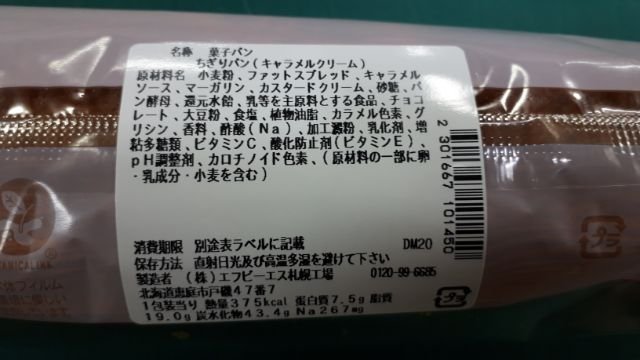 名称 菓子パン
ちぎりパン(キャラメルクリーム)
原材料名 小麦粉、ファットスプレッド、キャラメル
ソース、マーガリン、カスタードクリーム、砂糖、パ
ン酵母、還元水飴、乳等を主原料とする食品、チョコ
レート、大豆粉、食塩、植物油脂、カラメル色素、グ
リシン、香料、酢酸(Na)、加工澱粉、乳化剤、増
粘多糖類、ビタミンC、酸化防止剤(ビタミンE)、
pH調整剤、カロチノイド色素、(原材料の一部に卵
・乳成分・小麦を含む)
消費期限 別途表ラベルに記載 DM20
保存方法 直射日光及び高温多湿を避けて下さい
製造者 (株)エフビーエス札幌工場 0120-99-6685
北海道恵庭市戸磯47番7
1包装当り 熱量375kcal 蛋白質7.5g 脂質
19.0g 炭水化物43.4g Na267mg
2 301667 101450
プラ
プラ